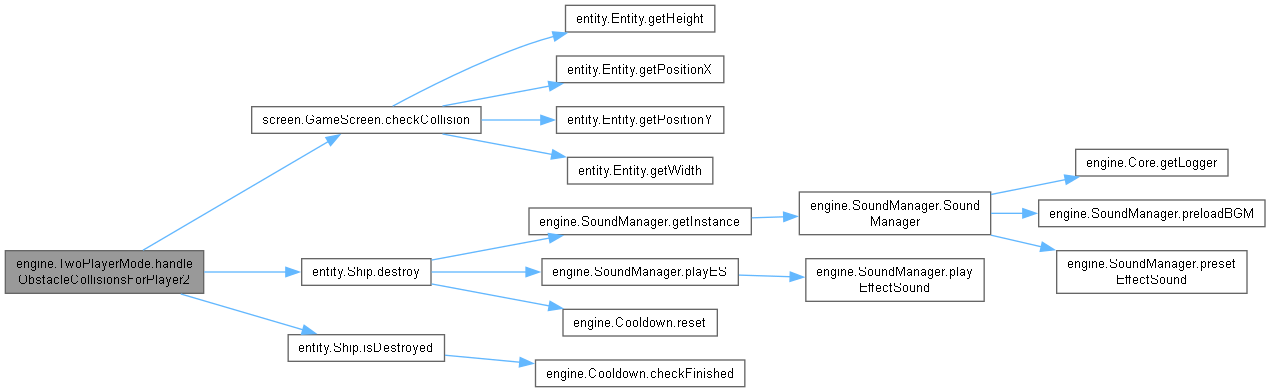 entity.Entity.getHeight
entity.Entity.getPositionX
screen.GameScreen.checkCollision
entity.Entity.getPositionY
entity.Entity.getWidth
engine.Core.getLogger
engine.SoundManager.Sound
Manager
engine.SoundManager.getInstance
engine.SoundManager.preloadBGM
engine.TwoPlayerMode.handle
ObstacleCollisionsForPlayer2
entity.Ship.destroy
engine.SoundManager.playES
engine.SoundManager.play
EffectSound
engine.SoundManager.preset
EffectSound
engine.Cooldown.reset
entity.Ship.isDestroyed
engine.Cooldown.checkFinished